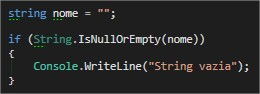 string nome = "";
if (String.IsNullOrEmpty(nome))
{
Console.WriteLine("String vazia");
}